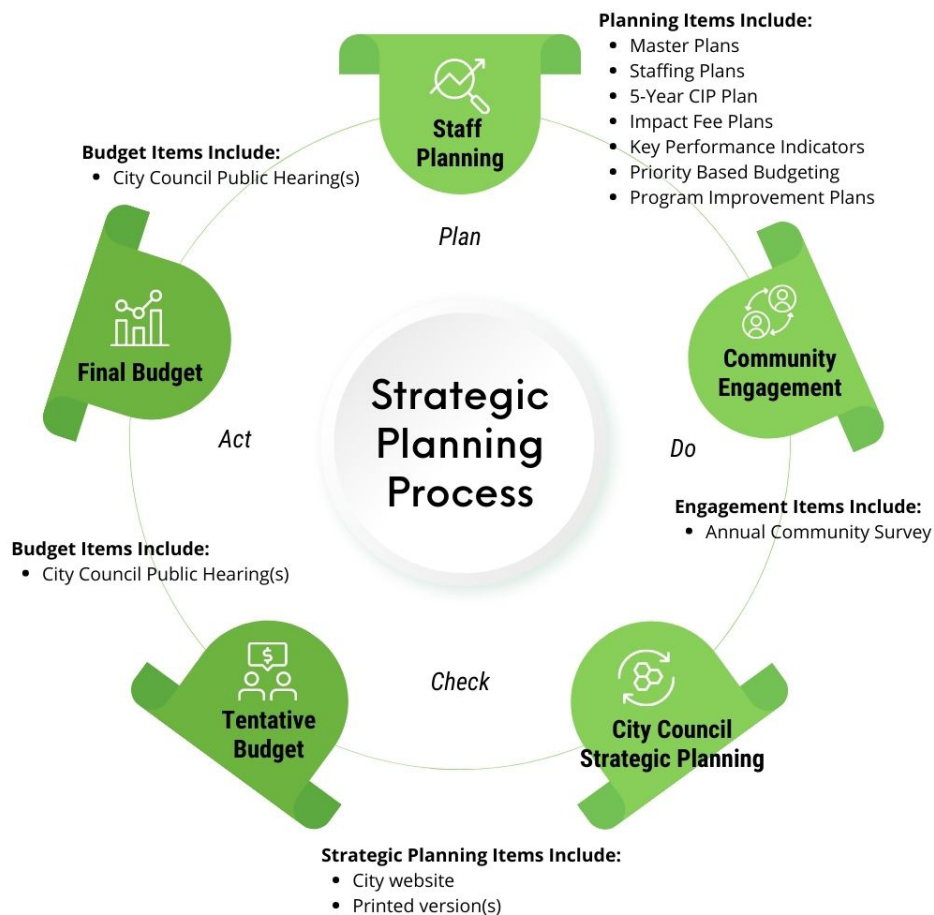 Planning Items Include:
• Master Plans
• Staffing Plans
• 5-Year CIP Plan
• Impact Fee Plans
• Key Performance Indicators
• Priority Based Budgeting
• Program Improvement Plans
Staff
Planning
Budget Items Include:
• City Council Public Hearing(s)
Plan
Final Budget
Community
Engagement
Strategic
Planning
Process
Act
Do
Engagement Items Include:
• Annual Community Survey
Budget Items Include:
• City Council Public Hearing(s)
Check
$
Tentative
Budget
City Council
Strategic Planning
Strategic Planning Items Include:
• City website
• Printed version(s)